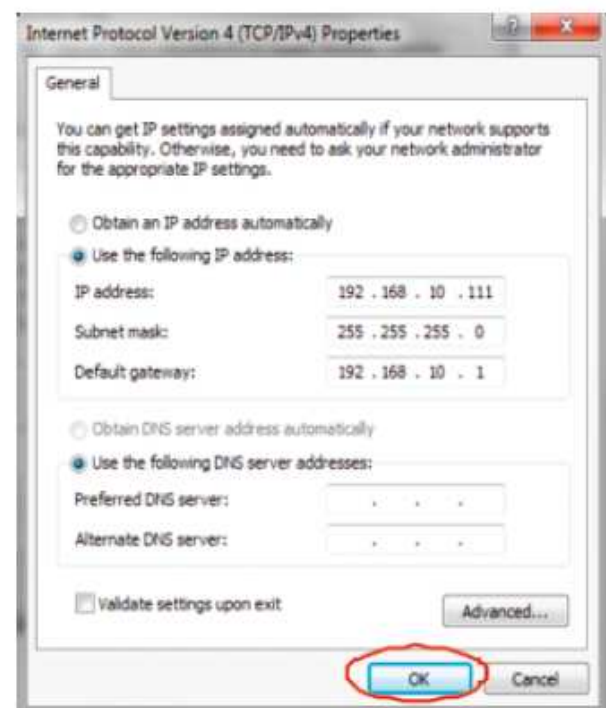 Internet Protocol Version 4 (TCP/IPv4) Properties
General
You can get IP settings assigned automatically if your network supports
this capability. Otherwise, you need to ask your network administrator
for the appropriate IP settings.
Obtain an IP address automatically
Use the following IP address:
IP address: 192 . 168 . 10 . 111
Subnet mask: 255 . 255 . 255 . 0
Default gateway: 192 . 168 . 10 . 1
Obtain DNS server address automatically
Use the following DNS server addresses:
Preferred DNS server: . . .
Alternate DNS server: . . .
Validate settings upon exit
Advanced...
OK Cancel